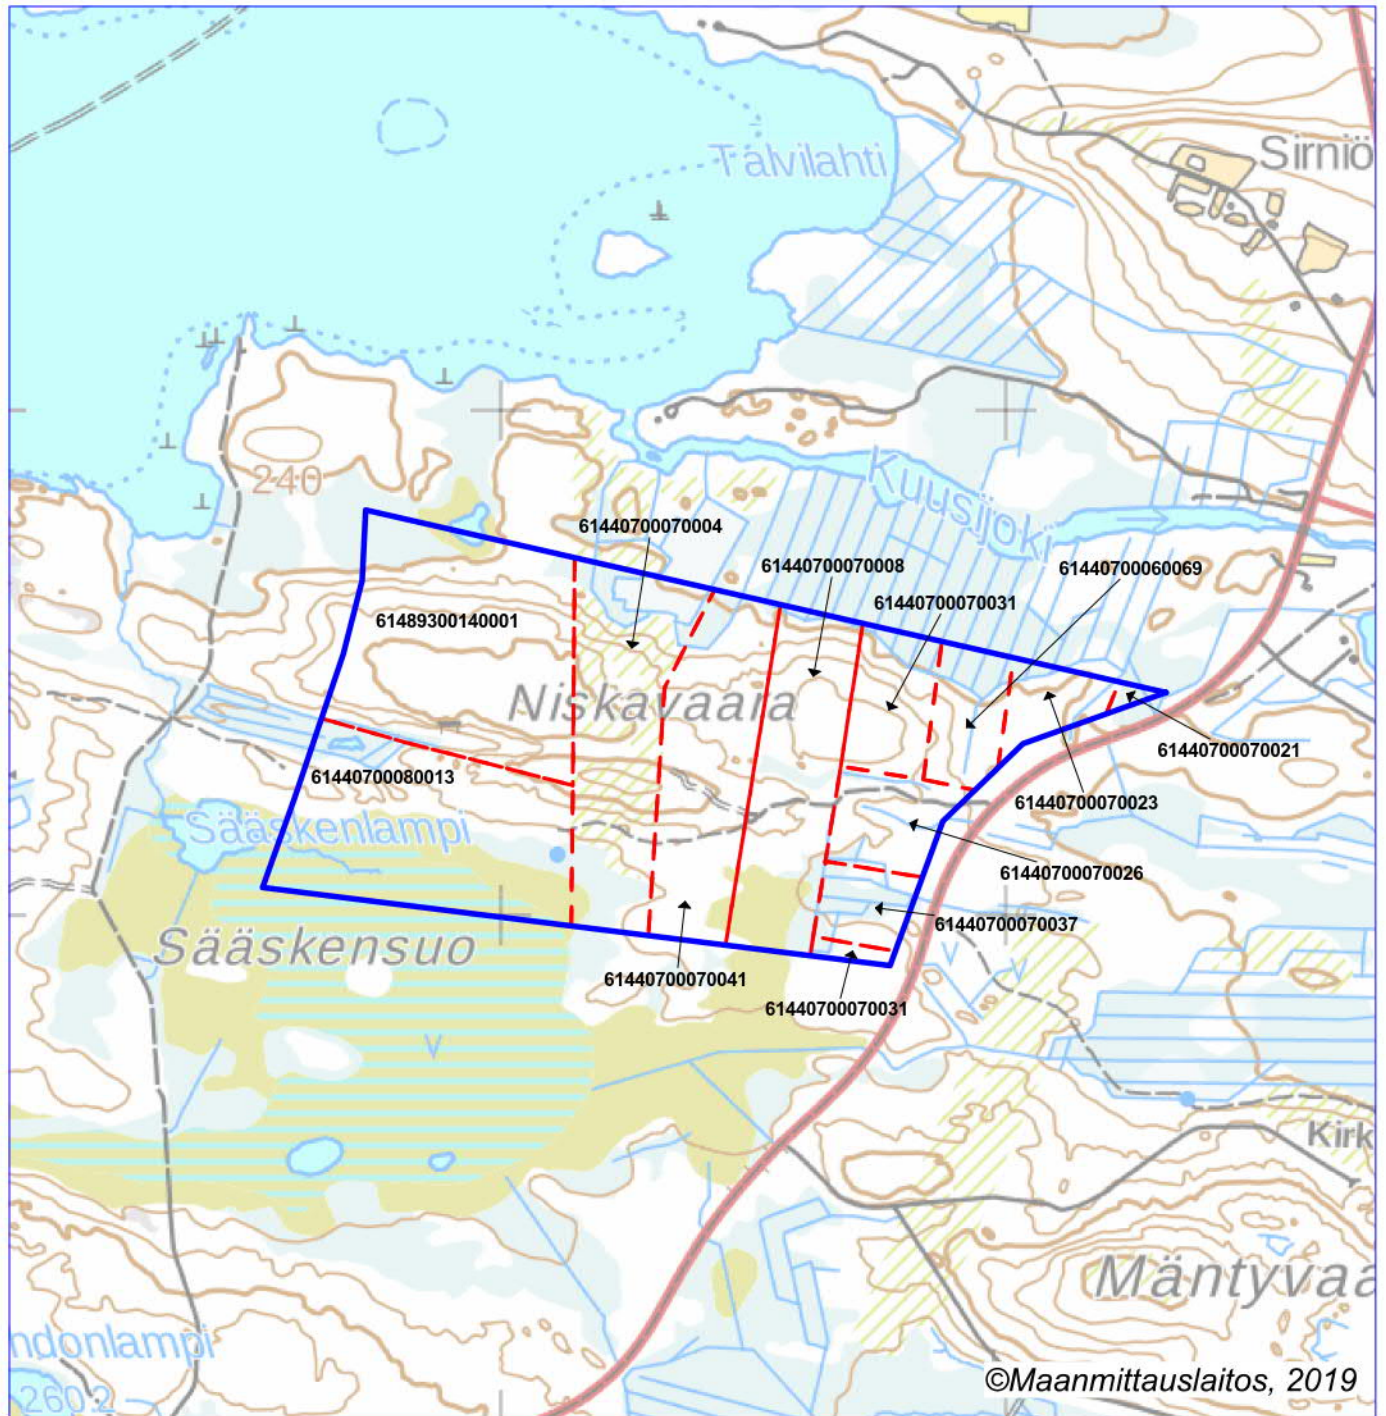 Talvilahti
Sirniö
240
Kuusijoki
61440700070004
61440700070008
61440700060069
61440700070031
61489300140001
Niskavaara
61440700070021
61440700080013
61440700070023
Sääskenlampi
61440700070026
61440700070037
Sääskensuo
61440700070041
61440700070031
Kirk
Mäntyvaa
ndonlampi
260.2
©Maanmittauslaitos, 2019